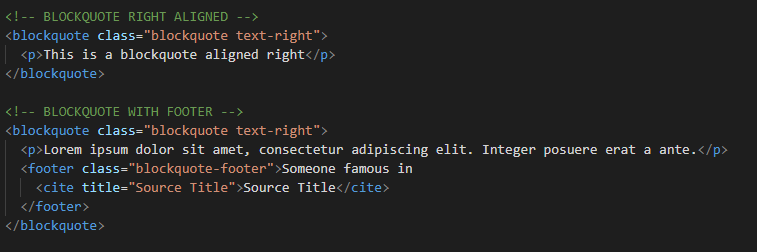 <!-- BLOCKQUOTE RIGHT ALIGNED -->
<blockquote class="blockquote text-right">
  <p>This is a blockquote aligned right</p>
</blockquote>

<!-- BLOCKQUOTE WITH FOOTER -->
<blockquote class="blockquote text-right">
  <p>Lorem ipsum dolor sit amet, consectetur adipiscing elit. Integer posuere erat a ante.</p>
  <footer class="blockquote-footer">Someone famous in
    <cite title="Source Title">Source Title</cite>
  </footer>
</blockquote>